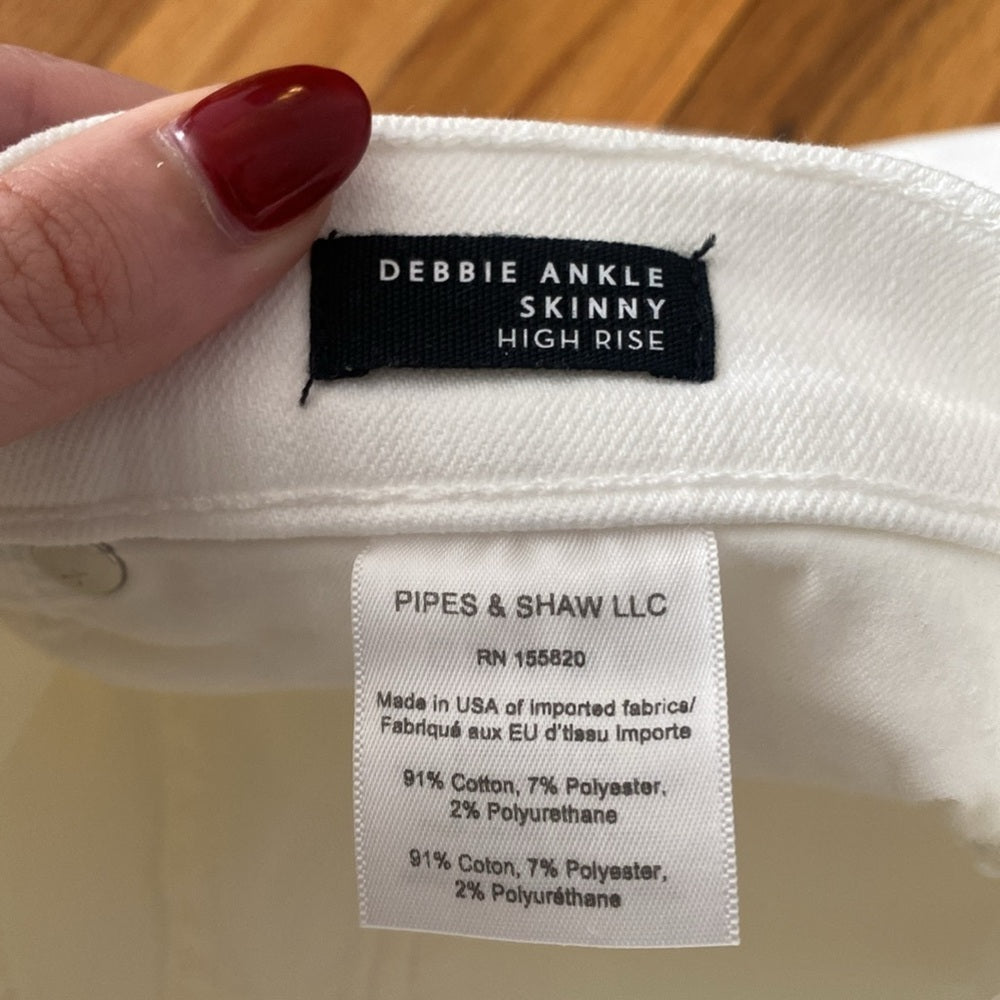 DEBBIE ANKLE
SKINNY
HIGH RISE
PIPES & SHAW LLC
RN 155820
Made in USA of imported fabrics/
Fabriqué aux EU d'tissu Importe
91% Cotton, 7% Polyester,
2% Polyurethane
91% Coton, 7% Polyester,
2% Polyuréthane